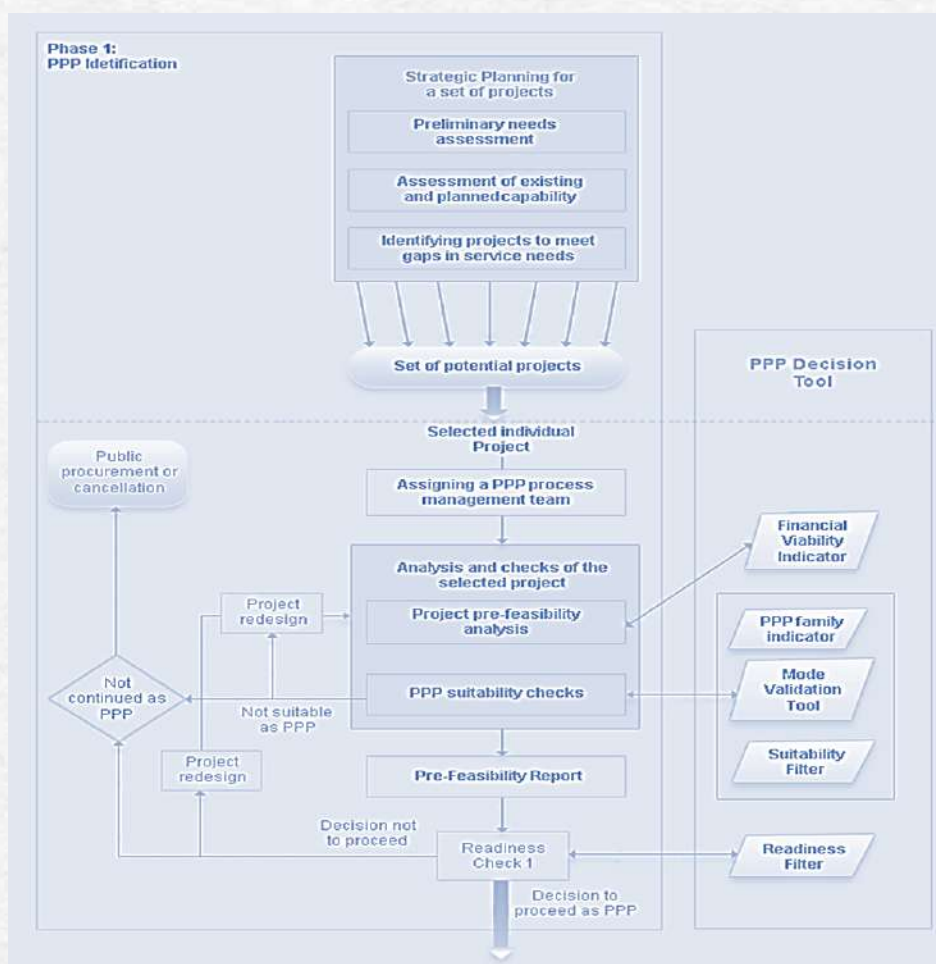 Phase 1:
PPP Idetification
Strategic Planning for
a set of projects
Preliminary needs
assessment
Assessment of existing
and planned capability
Identifying projects to meet
gaps in service needs
Set of potential projects
PPP Decision
Tool
Selected individual
Project
Public
procurement or
cancellation
Assigning a PPP process
management team
Financial
Viability
Indicator
Analysis and checks of the
selected project
Project
redesign
Project pre-feasibility
analysis
PPP family
indicator
Not
continued as
PPP
Not suitable
as PPP
PPP suitability checks
Mode
Validation
Tool
Project
redesign
Pre-Feasibility Report
Suitability
Filter
Decision not
to proceed
Readiness
Check 1
Readiness
Filter
Decision to
proceed as PPP